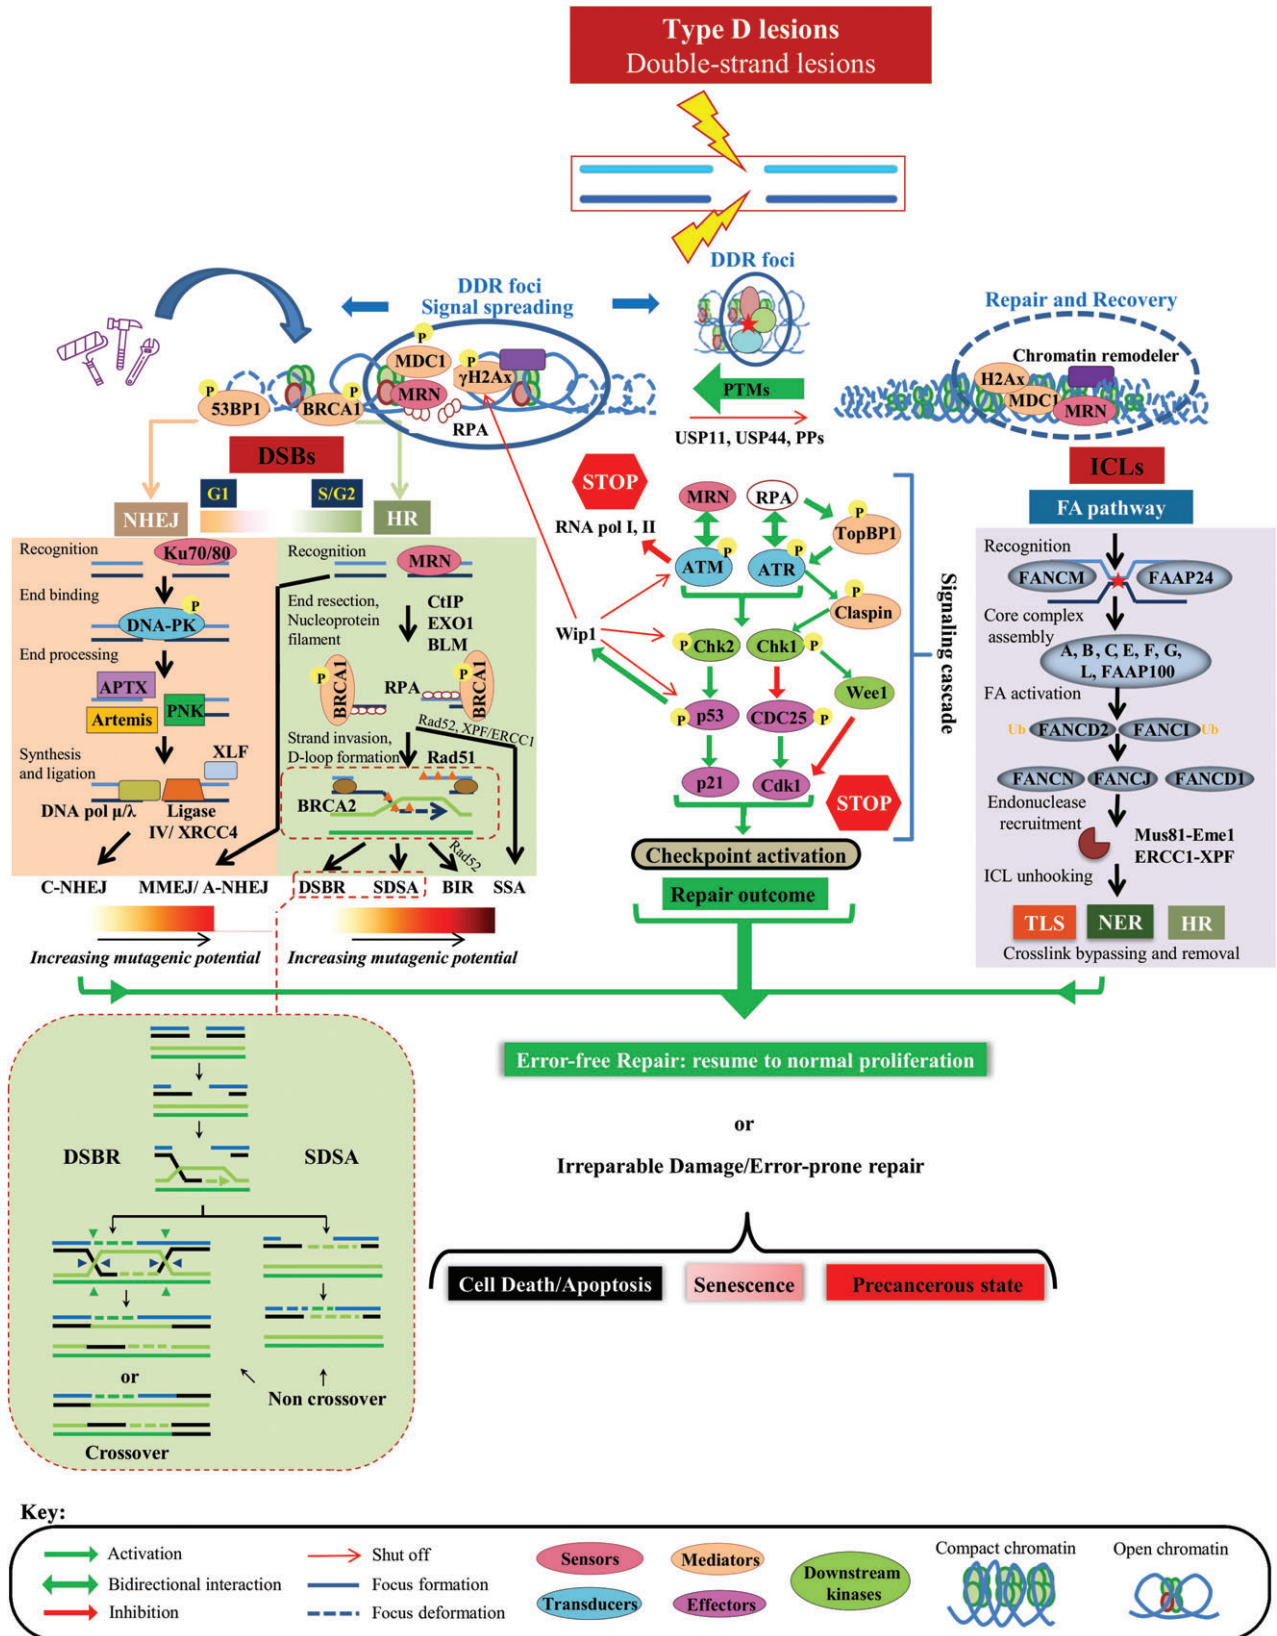 Type D lesions
Double-strand lesions
DDR foci
Signal spreading
DDR foci
Repair and Recovery
P
MDC1
P
γH2Ax
MRN
RPA
P
53BP1
P
BRCA1
PTMs
USP11, USP44, PPs
Chromatin remodeler
H2Ax
MDC1
MRN
DSBs
G1
S/G2
NHEJ
HR
Recognition
Ku70/80
End binding
P
DNA-PK
End processing
APTX
Artemis
PNK
Synthesis
and ligation
XLF
DNA pol μ/λ
Ligase
IV/ XRCC4
Recognition
MRN
End resection,
Nucleoprotein
filament
CtIP
EXO1
BLM
P
BRCA1
RPA
P
BRCA1
Rad52, XPF/ERCC1
Strand invasion,
D-loop formation
Rad51
BRCA2
Rad52
C-NHEJ
MMEJ/ A-NHEJ
DSBR
SDSA
BIR
SSA
Increasing mutagenic potential
Increasing mutagenic potential
STOP
RNA pol I, II
MRN
RPA
P
TopBP1
P
ATM
P
ATR
P
Claspin
Wip1
P
Chk2
Chk1
P
Wee1
P
p53
CDC25
P
p21
Cdk1
STOP
Signaling cascade
Checkpoint activation
Repair outcome
ICLs
FA pathway
Recognition
FANCM
FAAP24
Core complex
assembly
A, B, C, E, F, G,
L, FAAP100
FA activation
Ub
FANCD2
FANCI
Ub
FANCN
FANCJ
FANCD1
Endonuclease
recruitment
Mus81-Eme1
ERCC1-XPF
ICL unhooking
TLS
NER
HR
Crosslink bypassing and removal
Error-free Repair: resume to normal proliferation
or
Irreparable Damage/Error-prone repair
Cell Death/Apoptosis
Senescence
Precancerous state
DSBR
SDSA
or
Non crossover
Crossover
Key:
Activation
Bidirectional interaction
Inhibition
Shut off
Focus formation
Focus deformation
Sensors
Transducers
Mediators
Effectors
Downstream
kinases
Compact chromatin
Open chromatin